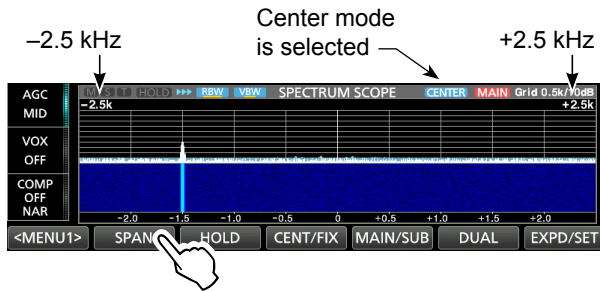 Center mode
is selected
–2.5 kHz
+2.5 kHz
AGC
MID
VOX
OFF
COMP
OFF
NAR
HOLD RBW VBW SPECTRUM SCOPE CENTER MAIN Grid 0.5k/10dB
−2.5k +2.5k
−2.0 −1.5 −1.0 −0.5 0 +0.5 +1.0 +1.5 +2.0
<MENU1> SPAN HOLD CENT/FIX MAIN/SUB DUAL EXPD/SET